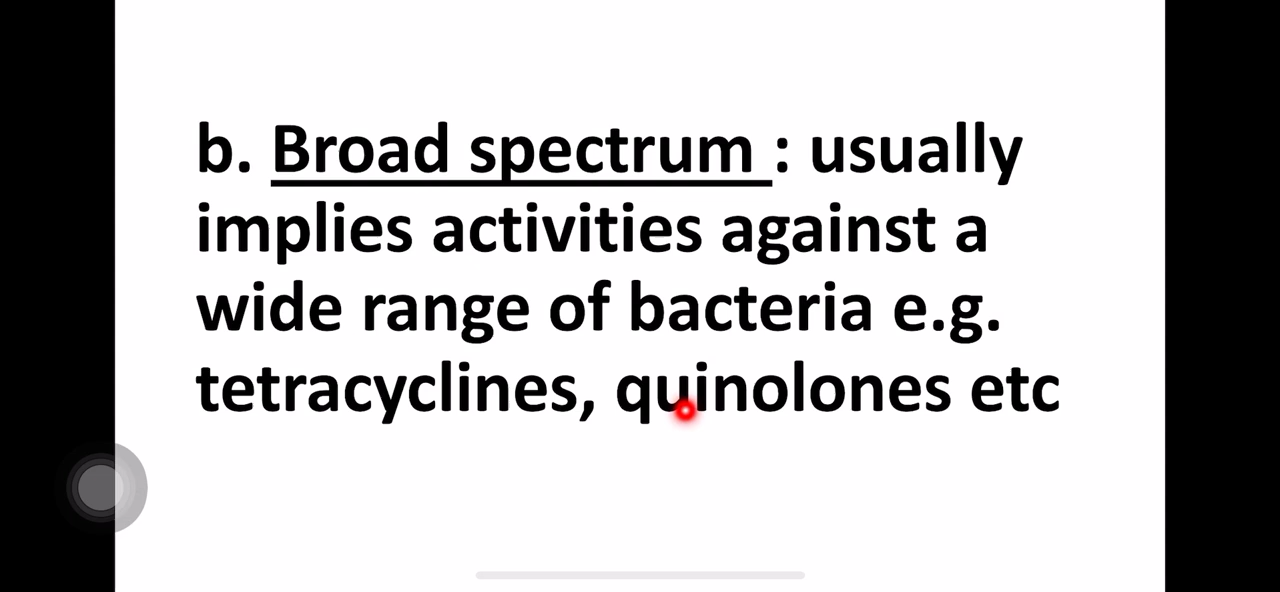 b. Broad spectrum : usually
implies activities against a
wide range of bacteria e.g.
tetracyclines, quinolones etc